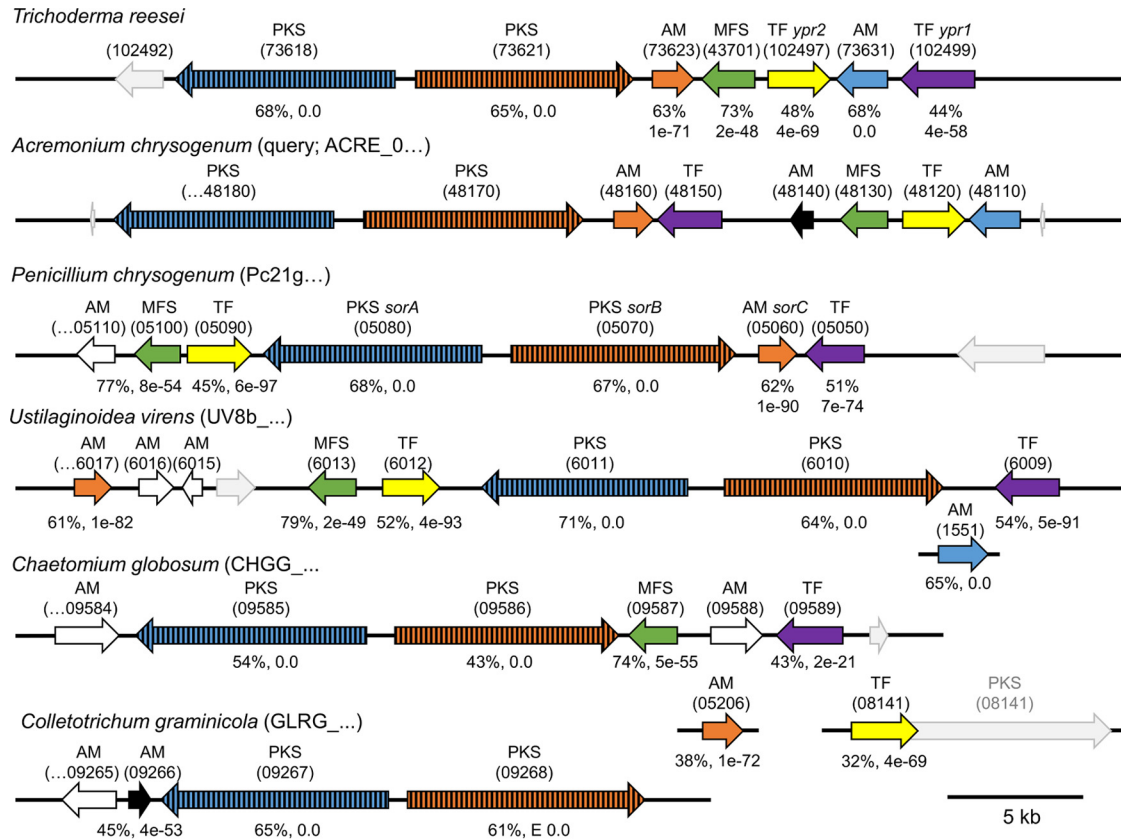 Trichoderma reesei
PKS PKS AM MFS TF ypr2 AM TF ypr1
(102492) (73618) (73621) (73623) (43701) (102497) (73631) (102499)
68%, 0.0 65%, 0.0 63% 73% 48% 68% 44%
1e-71 2e-48 4e-69 0.0 4e-58
Acremonium chrysogenum (query; ACRE_0…)
PKS PKS AM TF AM MFS TF AM
(…48180) (48170) (48160) (48150) (48140) (48130) (48120) (48110)
Penicillium chrysogenum (Pc21g…)
AM MFS TF PKS sorA PKS sorB AM sorC TF
(…05110) (05100) (05090) (05080) (05070) (05060) (05050)
77%, 8e-54 45%, 6e-97 68%, 0.0 67%, 0.0 62% 51%
1e-90 7e-74
Ustilaginoidea virens (UV8b_...)
AM AM AM MFS TF PKS PKS TF
(…6017) (6016) (6015) (6013) (6012) (6011) (6010) (6009)
61%, 1e-82 79%, 2e-49 52%, 4e-93 71%, 0.0 64%, 0.0 54%, 5e-91
AM
(1551)
65%, 0.0
Chaetomium globosum (CHGG_...
AM PKS PKS MFS AM TF
(…09584) (09585) (09586) (09587) (09588) (09589)
54%, 0.0 43%, 0.0 74%, 5e-55 43%, 2e-21
AM TF PKS
(05206) (08141) (08141)
38%, 1e-72 32%, 4e-69
Colletotrichum graminicola (GLRG_...)
AM AM PKS PKS
(…09265) (09266) (09267) (09268)
45%, 4e-53 65%, 0.0 61%, E 0.0
5 kb